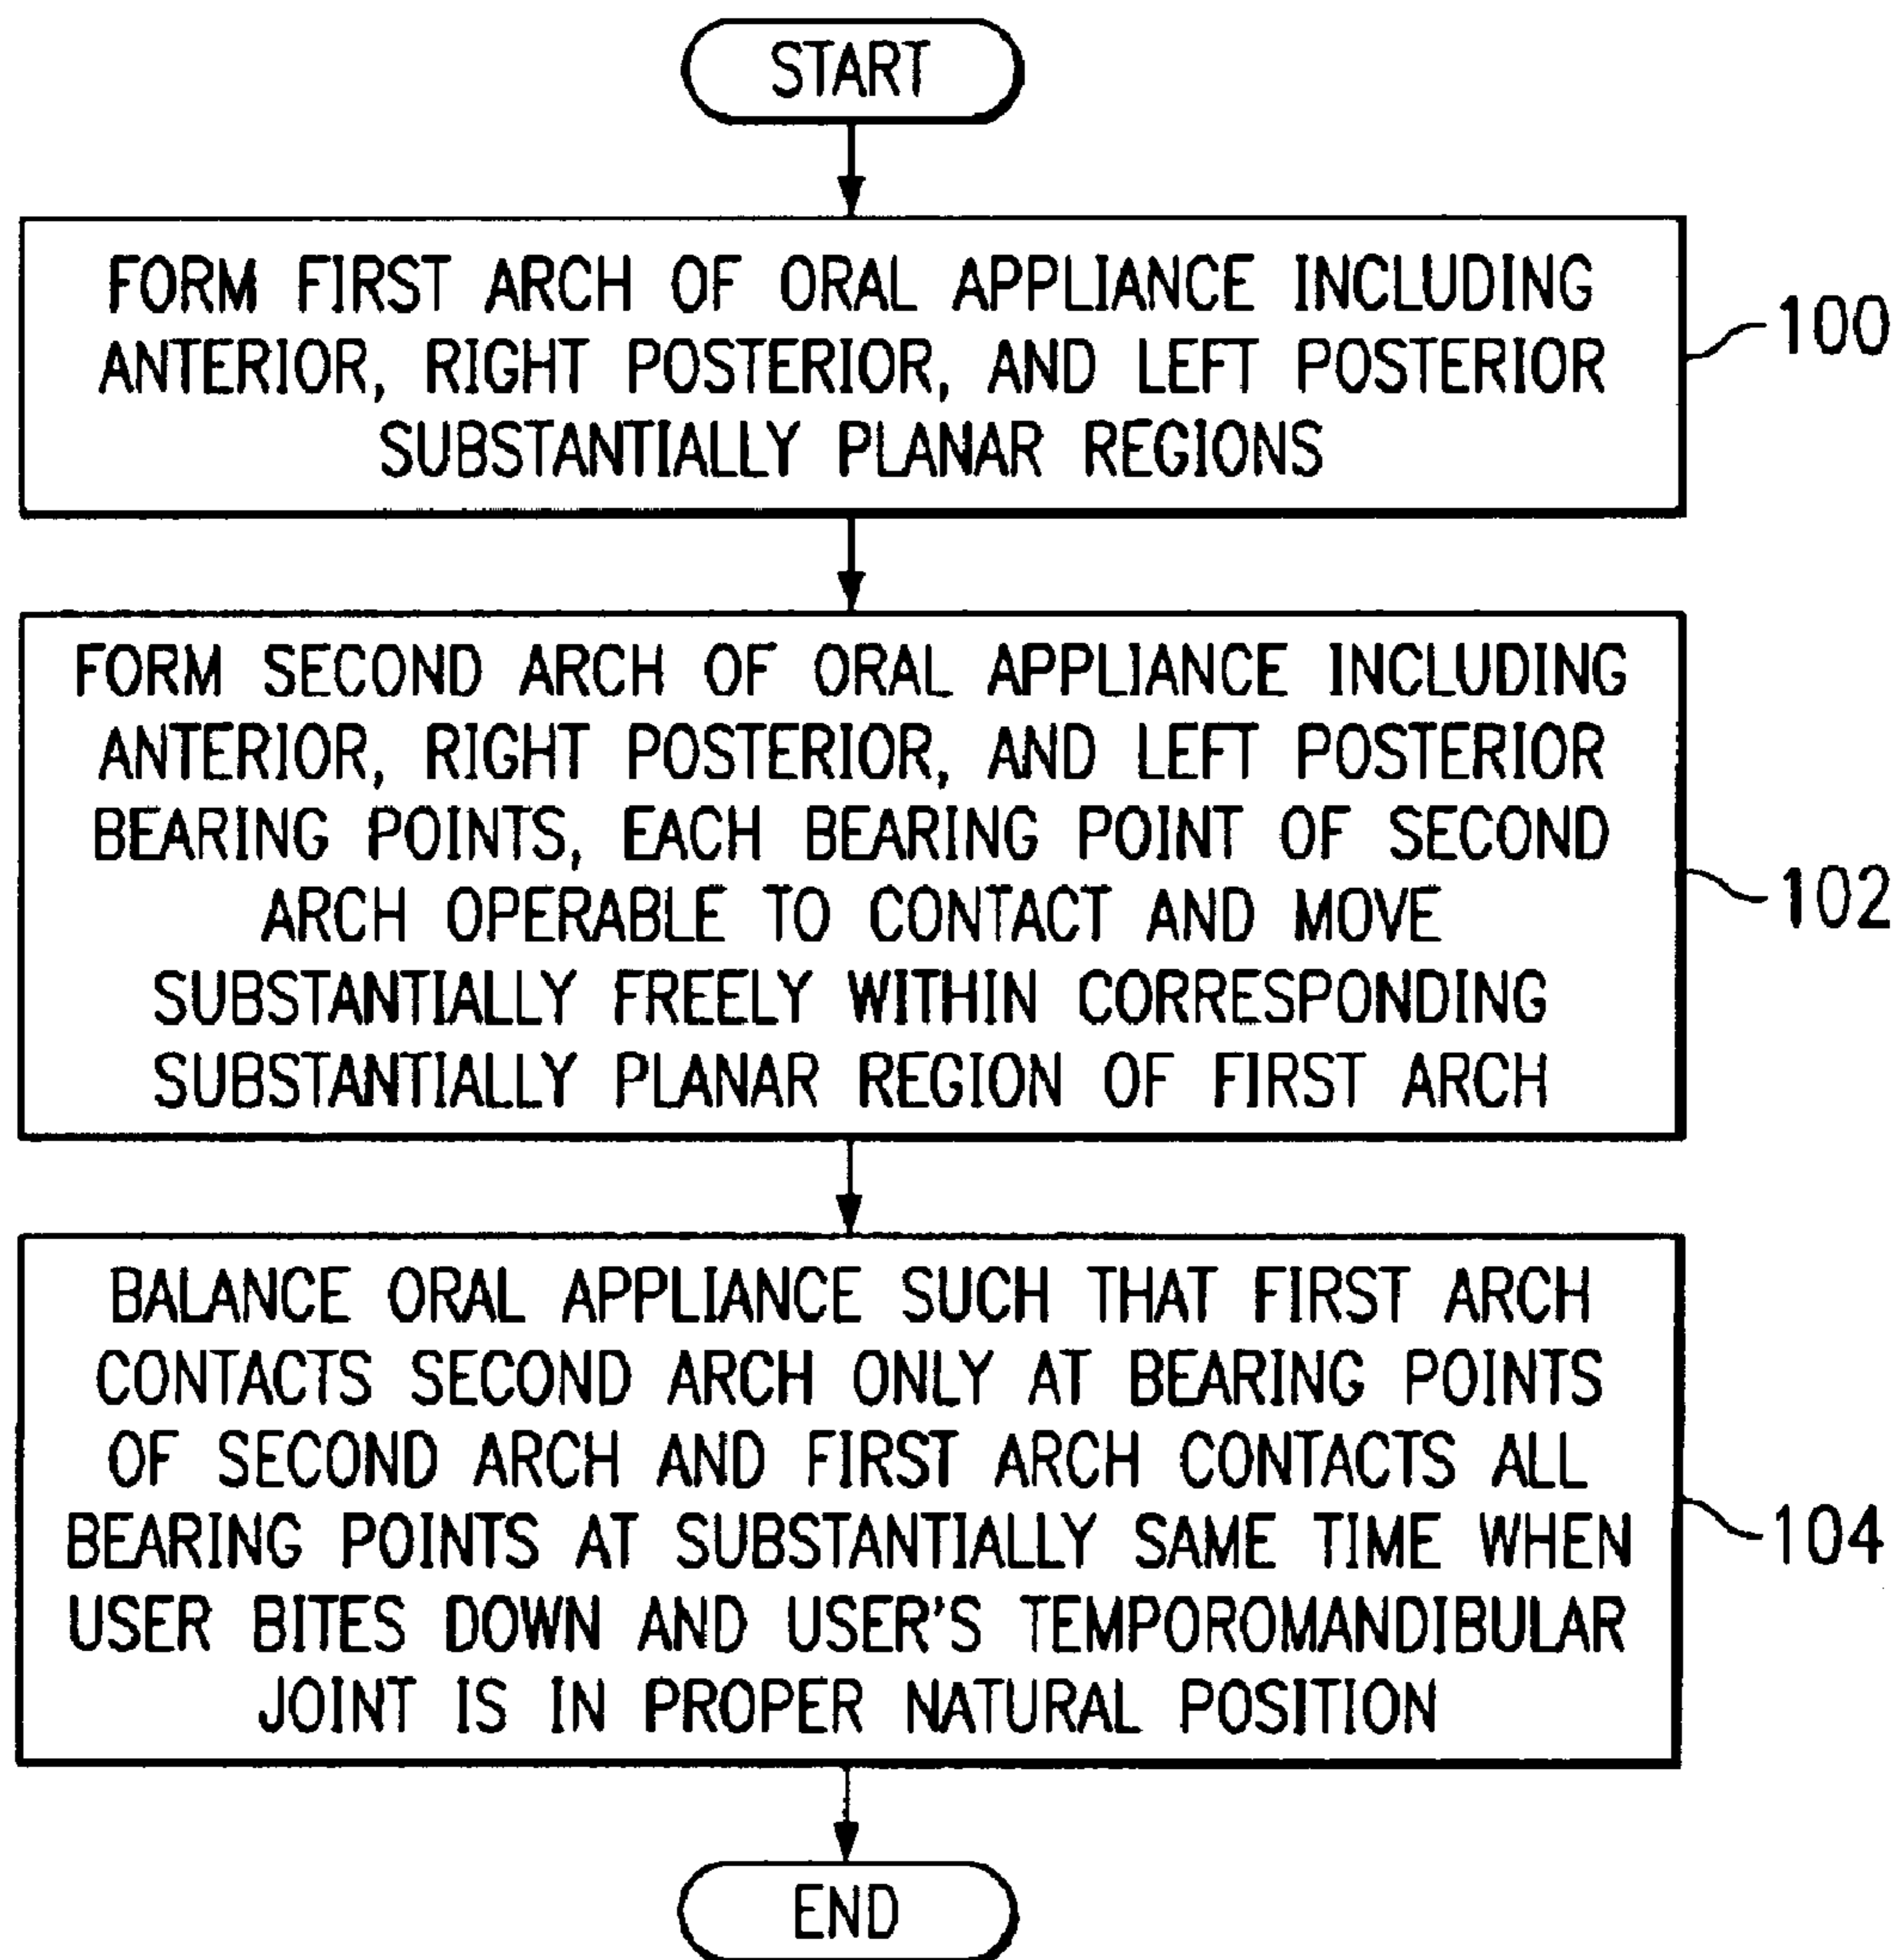 START
FORM FIRST ARCH OF ORAL APPLIANCE INCLUDING
ANTERIOR, RIGHT POSTERIOR, AND LEFT POSTERIOR
SUBSTANTIALLY PLANAR REGIONS
100
FORM SECOND ARCH OF ORAL APPLIANCE INCLUDING
ANTERIOR, RIGHT POSTERIOR, AND LEFT POSTERIOR
BEARING POINTS, EACH BEARING POINT OF SECOND
ARCH OPERABLE TO CONTACT AND MOVE
SUBSTANTIALLY FREELY WITHIN CORRESPONDING
SUBSTANTIALLY PLANAR REGION OF FIRST ARCH
102
BALANCE ORAL APPLIANCE SUCH THAT FIRST ARCH
CONTACTS SECOND ARCH ONLY AT BEARING POINTS
OF SECOND ARCH AND FIRST ARCH CONTACTS ALL
BEARING POINTS AT SUBSTANTIALLY SAME TIME WHEN
USER BITES DOWN AND USER'S TEMPOROMANDIBULAR
JOINT IS IN PROPER NATURAL POSITION
104
END